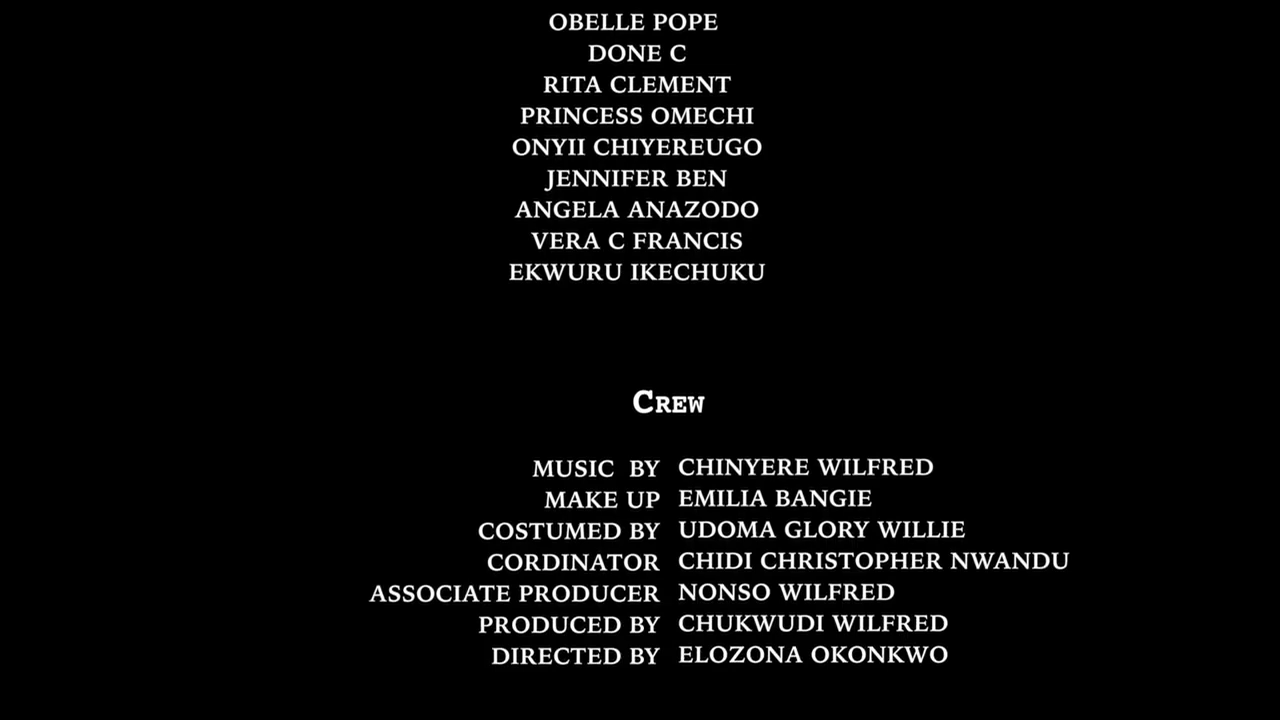 OBELLE POPE
DONE C
RITA CLEMENT
PRINCESS OMECHI
ONYII CHIYEREUGO
JENNIFER BEN
ANGELA ANAZODO
VERA C FRANCIS
EKWURU IKECHUKU
CREW
MUSIC BY CHINYERE WILFRED
MAKE UP EMILIA BANGIE
COSTUMED BY UDOMA GLORY WILLIE
CORDINATOR CHIDI CHRISTOPHER NWANDU
ASSOCIATE PRODUCER NONSO WILFRED
PRODUCED BY CHUKWUDI WILFRED
DIRECTED BY ELOZONA OKONKWO